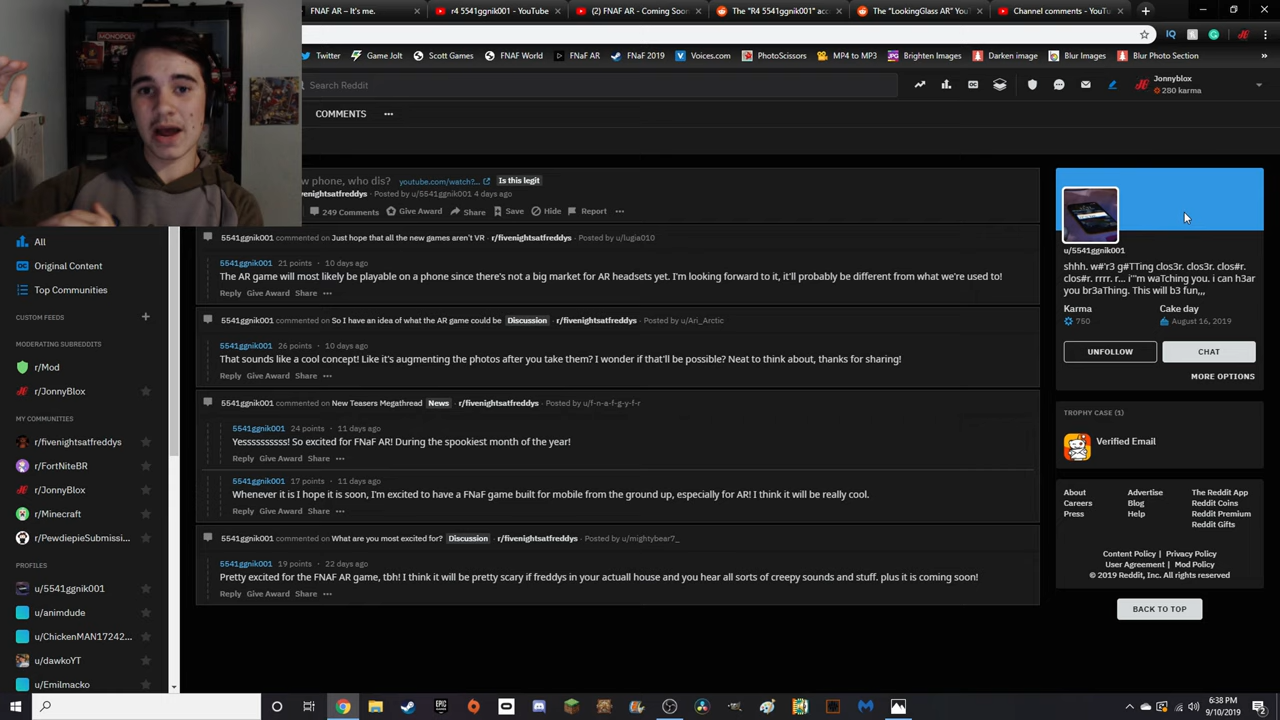 FNAF AR – It's me.
r4 5541ggnik001 - YouTube
(2) FNAF AR - Coming Soon
The "R4 5541ggnik001" acc
The "LookingGlass AR" You
Channel comments - YouTu
Twitter
Game Jolt
Scott Games
FNAF World
FNAF AR
FNAF 2019
Voices.com
PhotoScissors
MP4 to MP3
Brighten Images
Darken image
Blur Images
Blur Photo Section
MONOPOLY
Search Reddit
Jonnyblox
280 karma
COMMENTS
w phone, who dis? youtube.com/watch?... Is this legit
venightsatfreddys • Posted by u/5541ggnik001 4 days ago
249 Comments Give Award Share Save Hide Report
5541ggnik001 commented on Just hope that all the new games aren't VR • r/fivenightsatfreddys • Posted by u/lugia010
5541ggnik001 21 points • 10 days ago
The AR game will most likely be playable on a phone since there's not a big market for AR headsets yet. I'm looking forward to it, it'll probably be different from what we're used to!
Reply Give Award Share
5541ggnik001 commented on So I have an idea of what the AR game could be Discussion • r/fivenightsatfreddys • Posted by u/Ari_Arctic
5541ggnik001 26 points • 10 days ago
That sounds like a cool concept! Like it's augmenting the photos after you take them? I wonder if that'll be possible? Neat to think about, thanks for sharing!
Reply Give Award Share
5541ggnik001 commented on New Teasers Megathread News • r/fivenightsatfreddys • Posted by u/f-n-a-f-g-y-f-r
5541ggnik001 24 points • 11 days ago
Yesssssssssss! So excited for FNaF AR! During the spookiest month of the year!
Reply Give Award Share
5541ggnik001 17 points • 11 days ago
Whenever it is I hope it is soon, I'm excited to have a FNaF game built for mobile from the ground up, especially for AR! I think it will be really cool.
Reply Give Award Share
5541ggnik001 commented on What are you most excited for? Discussion • r/fivenightsatfreddys • Posted by u/mightybear7_
5541ggnik001 19 points • 22 days ago
Pretty excited for the FNAF AR game, tbh! I think it will be pretty scary if freddys in your actuall house and you hear all sorts of creepy sounds and stuff. plus it is coming soon!
Reply Give Award Share
All
Original Content
Top Communities
CUSTOM FEEDS
MODERATING SUBREDDITS
r/Mod
r/JonnyBlox
MY COMMUNITIES
r/fivenightsatfreddys
r/FortNiteBR
r/JonnyBlox
r/Minecraft
r/PewdiepieSubmissi...
PROFILES
u/5541ggnik001
u/animdude
u/ChickenMAN17242...
u/dawkoYT
u/Emilmacko
u/5541ggnik001
shhh. w#'r3 g#TTing clos3r. clos3r. clos#r.
clos#r. rrrr. r... i'"m waTching you. i can h3ar
you br3aThing. This will b3 fun,,,
Karma Cake day
750 August 16, 2019
UNFOLLOW CHAT
MORE OPTIONS
TROPHY CASE (1)
Verified Email
About Advertise The Reddit App
Careers Blog Reddit Coins
Press Help Reddit Premium
Reddit Gifts
Content Policy | Privacy Policy
User Agreement | Mod Policy
© 2019 Reddit, Inc. All rights reserved
BACK TO TOP
6:38 PM
9/10/2019